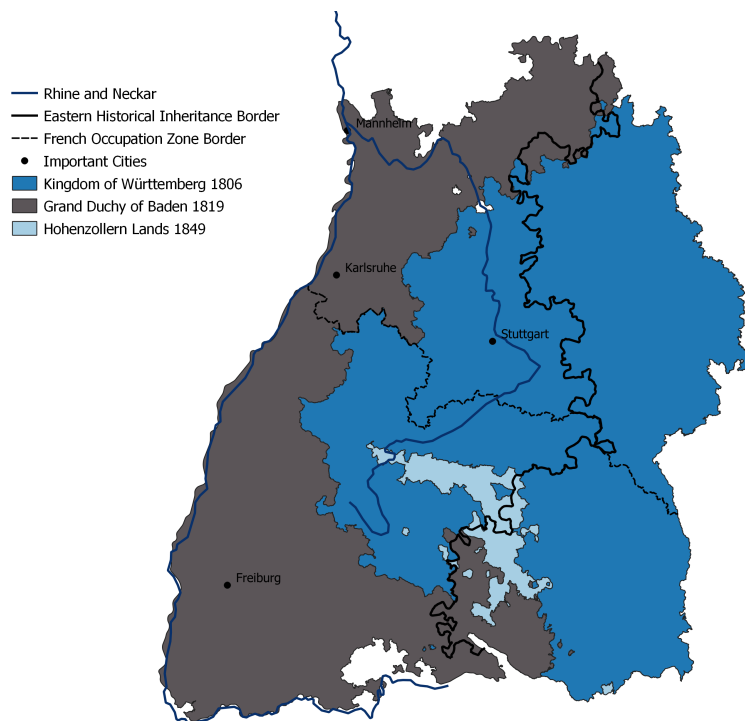 Rhine and Neckar
Eastern Historical Inheritance Border
French Occupation Zone Border
Important Cities
Kingdom of Württemberg 1806
Grand Duchy of Baden 1819
Hohenzollern Lands 1849
Mannheim
Karlsruhe
Stuttgart
Freiburg